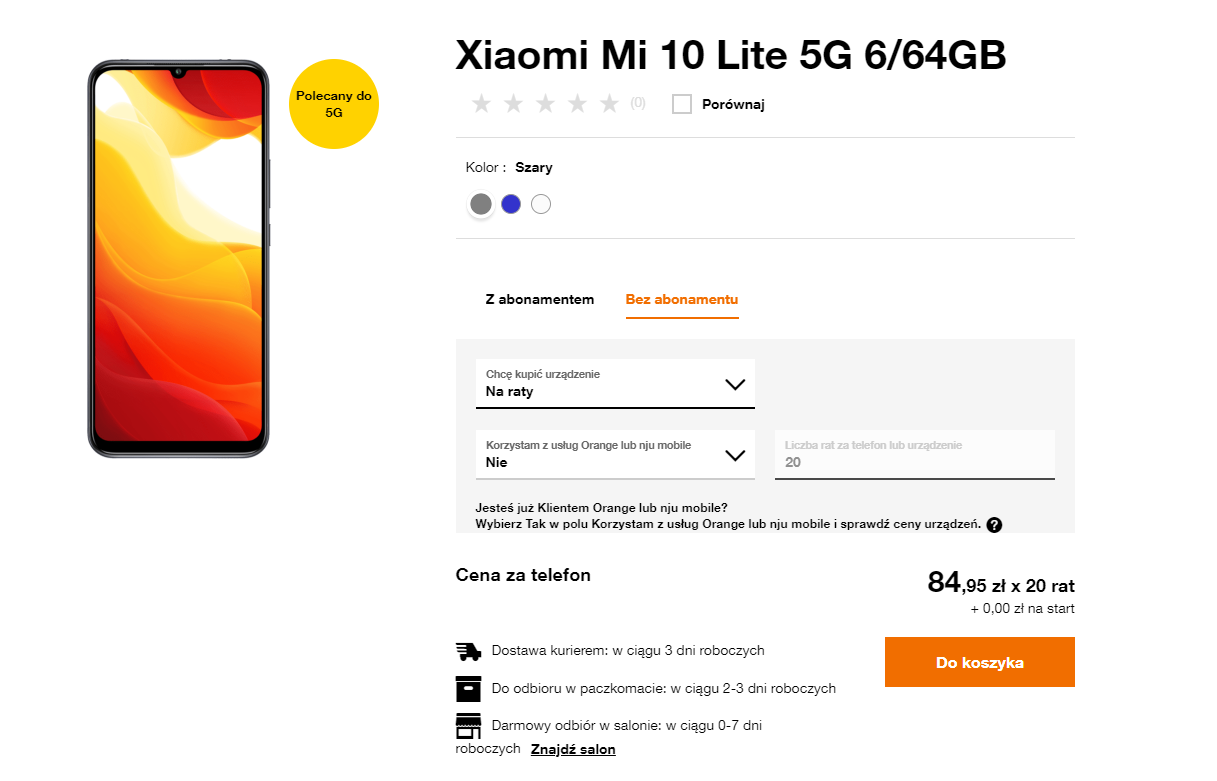 Xiaomi Mi 10 Lite 5G 6/64GB
Polecany do
5G
(0)
Porównaj
Kolor : Szary
Z abonamentem
Bez abonamentu
Chcę kupić urządzenie
Na raty
Korzystam z usług Orange lub nju mobile
Nie
Liczba rat za telefon lub urządzenie
20
Jesteś już Klientem Orange lub nju mobile?
Wybierz Tak w polu Korzystam z usług Orange lub nju mobile i sprawdź ceny urządzeń. ?
Cena za telefon
84,95 zł x 20 rat
+ 0,00 zł na start
Dostawa kurierem: w ciągu 3 dni roboczych
Do koszyka
Do odbioru w paczkomacie: w ciągu 2-3 dni roboczych
Darmowy odbiór w salonie: w ciągu 0-7 dni
roboczych Znajdź salon